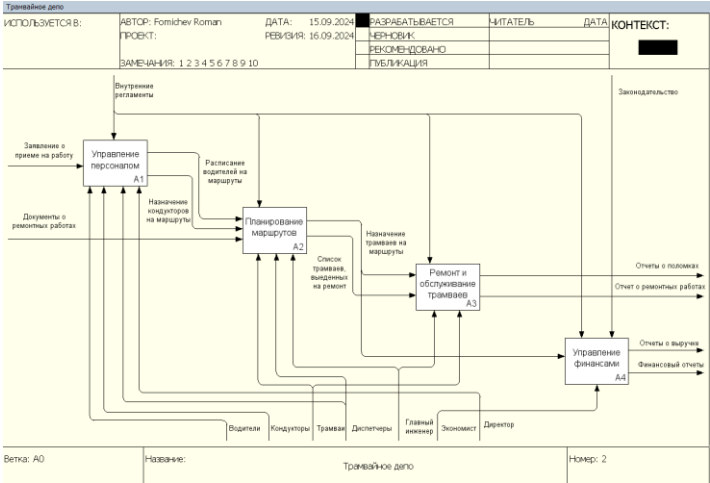 Трамвайное депо
ИСПОЛЬЗУЕТСЯ В:
АВТОР: Fomichev Roman
ДАТА: 15.09.2024
РАЗРАБАТЫВАЕТСЯ
ЧИТАТЕЛЬ
ДАТА
КОНТЕКСТ:
ПРОЕКТ:
РЕВИЗИЯ: 16.09.2024
ЧЕРНОВИК
РЕКОМЕНДОВАНО
ЗАМЕЧАНИЯ: 1 2 3 4 5 6 7 8 9 10
ПУБЛИКАЦИЯ
Внутренние
регламенты
Законодательство
Заявление о
приеме на работу
Управление
персоналом
A1
Расписание
водителей на
маршруты
Назначение
кондукторов
на маршруты
Документы о
ремонтных работах
Планирование
маршрутов
A2
Назначение
трамваев на
маршруты
Список
трамваев,
выеденных
на ремонт
Ремонт и
обслуживание
трамваев
A3
Отчеты о поломках
Отчет о ремонтных работах
Управление
финансами
A4
Отчеты о выручке
Финансовый отчеты
Водители
Кондукторы
Трамваи
Диспетчеры
Главный
инженер
Экономист
Директор
Ветка: A0
Название:
Трамвайное депо
Номер: 2